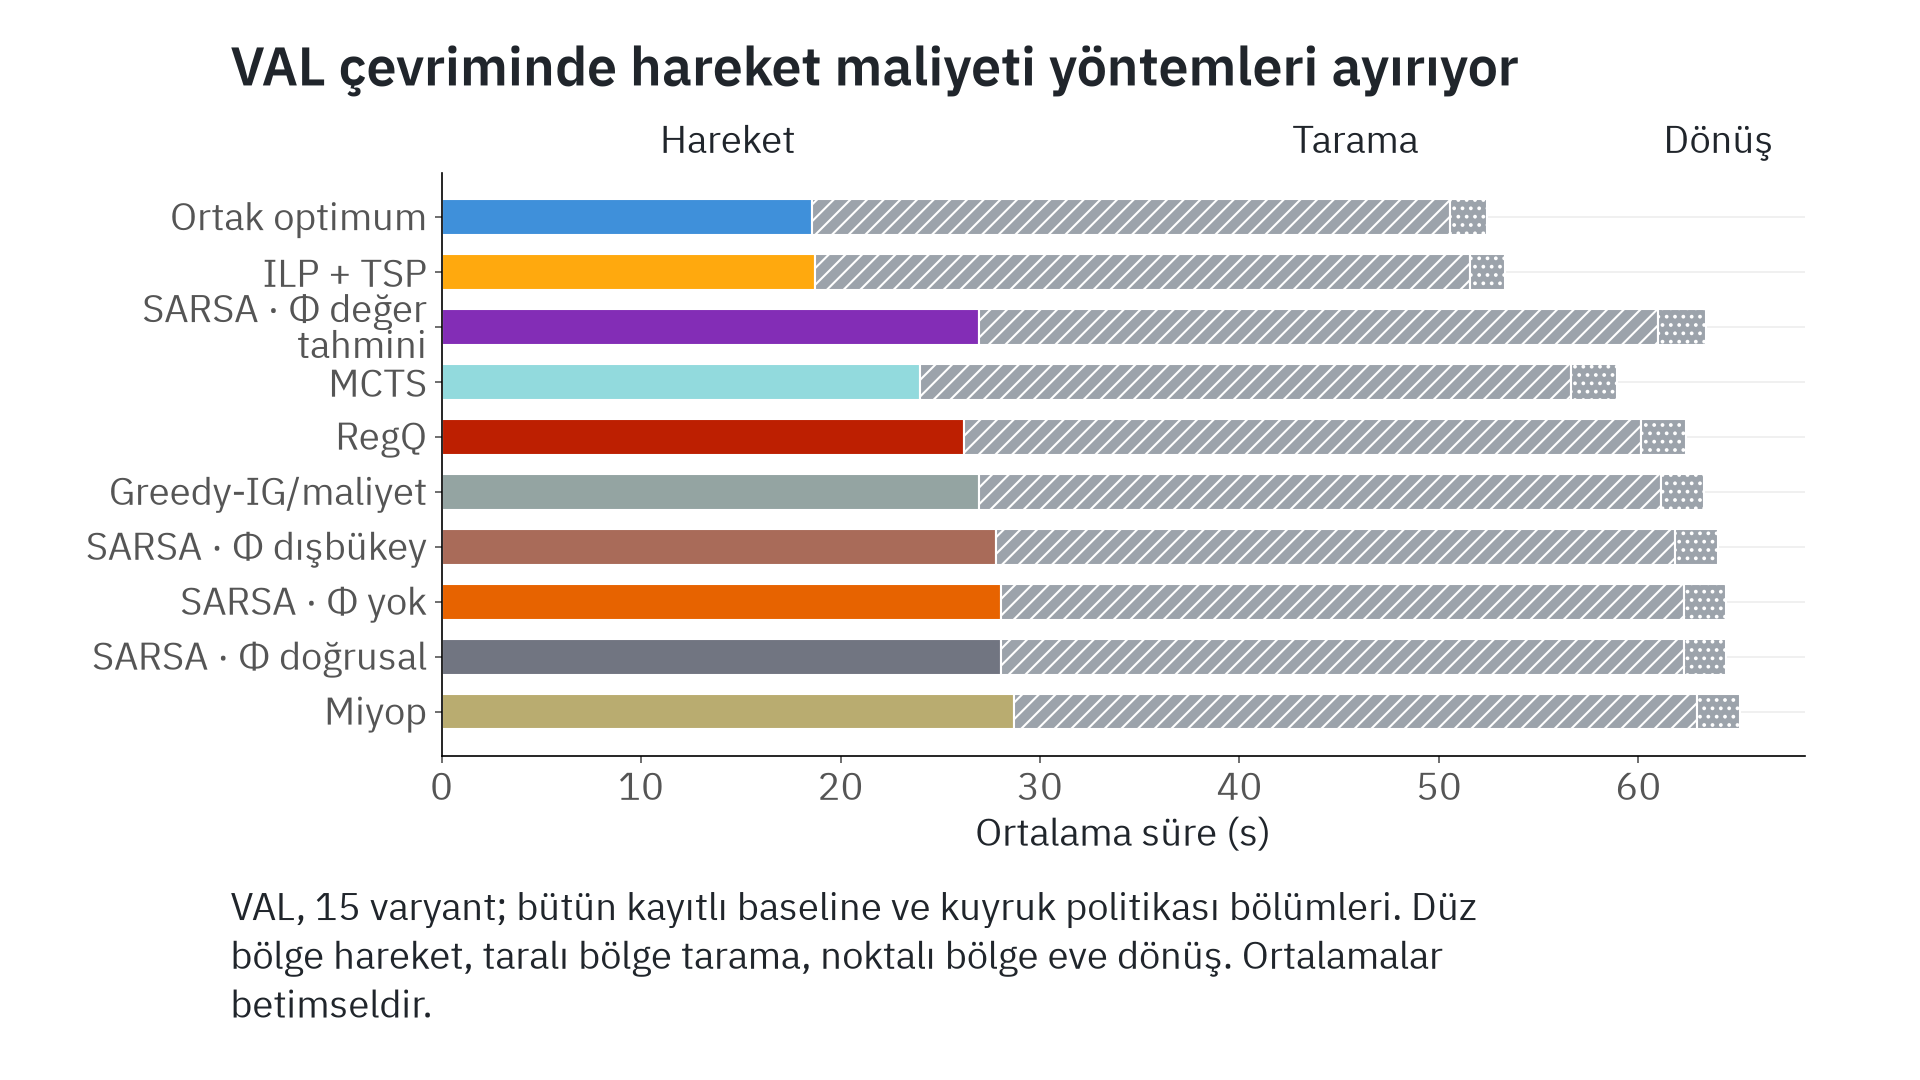 VAL çevriminde hareket maliyeti yöntemleri ayırıyor
Hareket
Tarama
Dönüş
Ortak optimum
ILP + TSP
SARSA · Φ değer
tahmini
MCTS
RegQ
Greedy-IG/maliyet
SARSA · Φ dışbükey
SARSA · Φ yok
SARSA · Φ doğrusal
Miyop
0 10 20 30 40 50 60
Ortalama süre (s)
VAL, 15 varyant; bütün kayıtlı baseline ve kuyruk politikası bölümleri. Düz
bölge hareket, taralı bölge tarama, noktalı bölge eve dönüş. Ortalamalar
betimseldir.